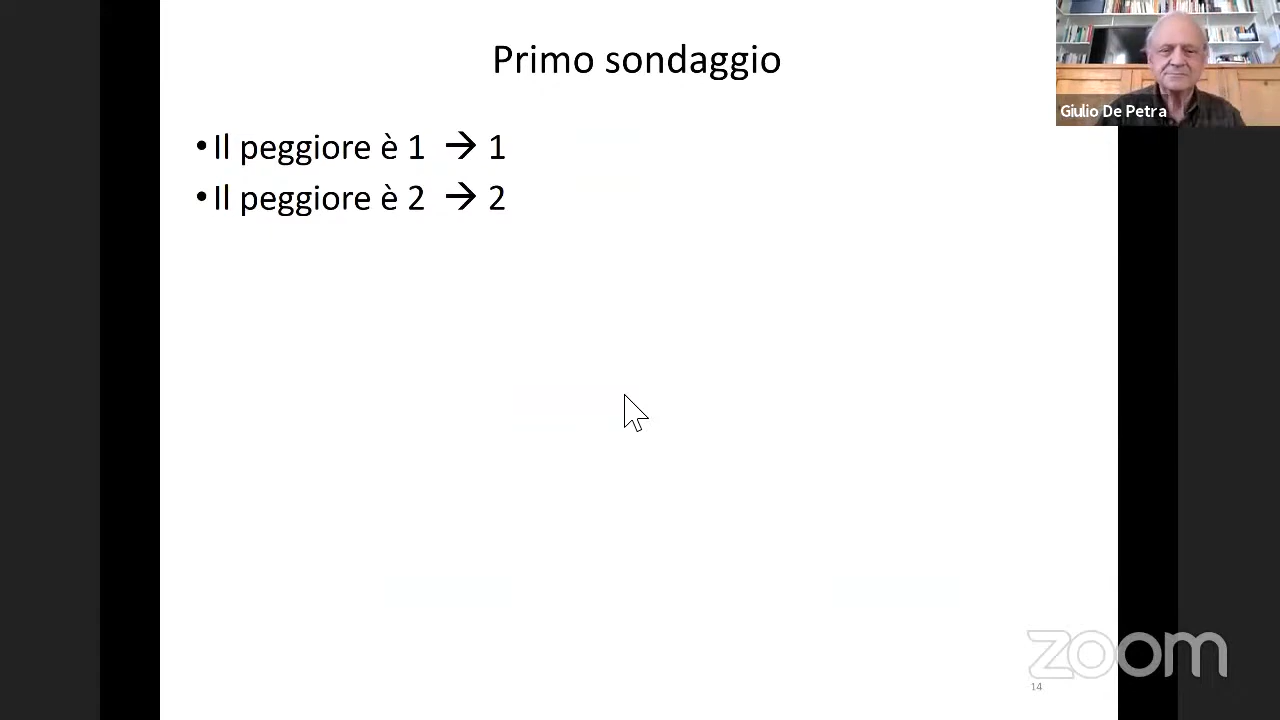 Primo sondaggio
Giulio De Petra
• Il peggiore è 1 → 1
• Il peggiore è 2 → 2
zoom
14